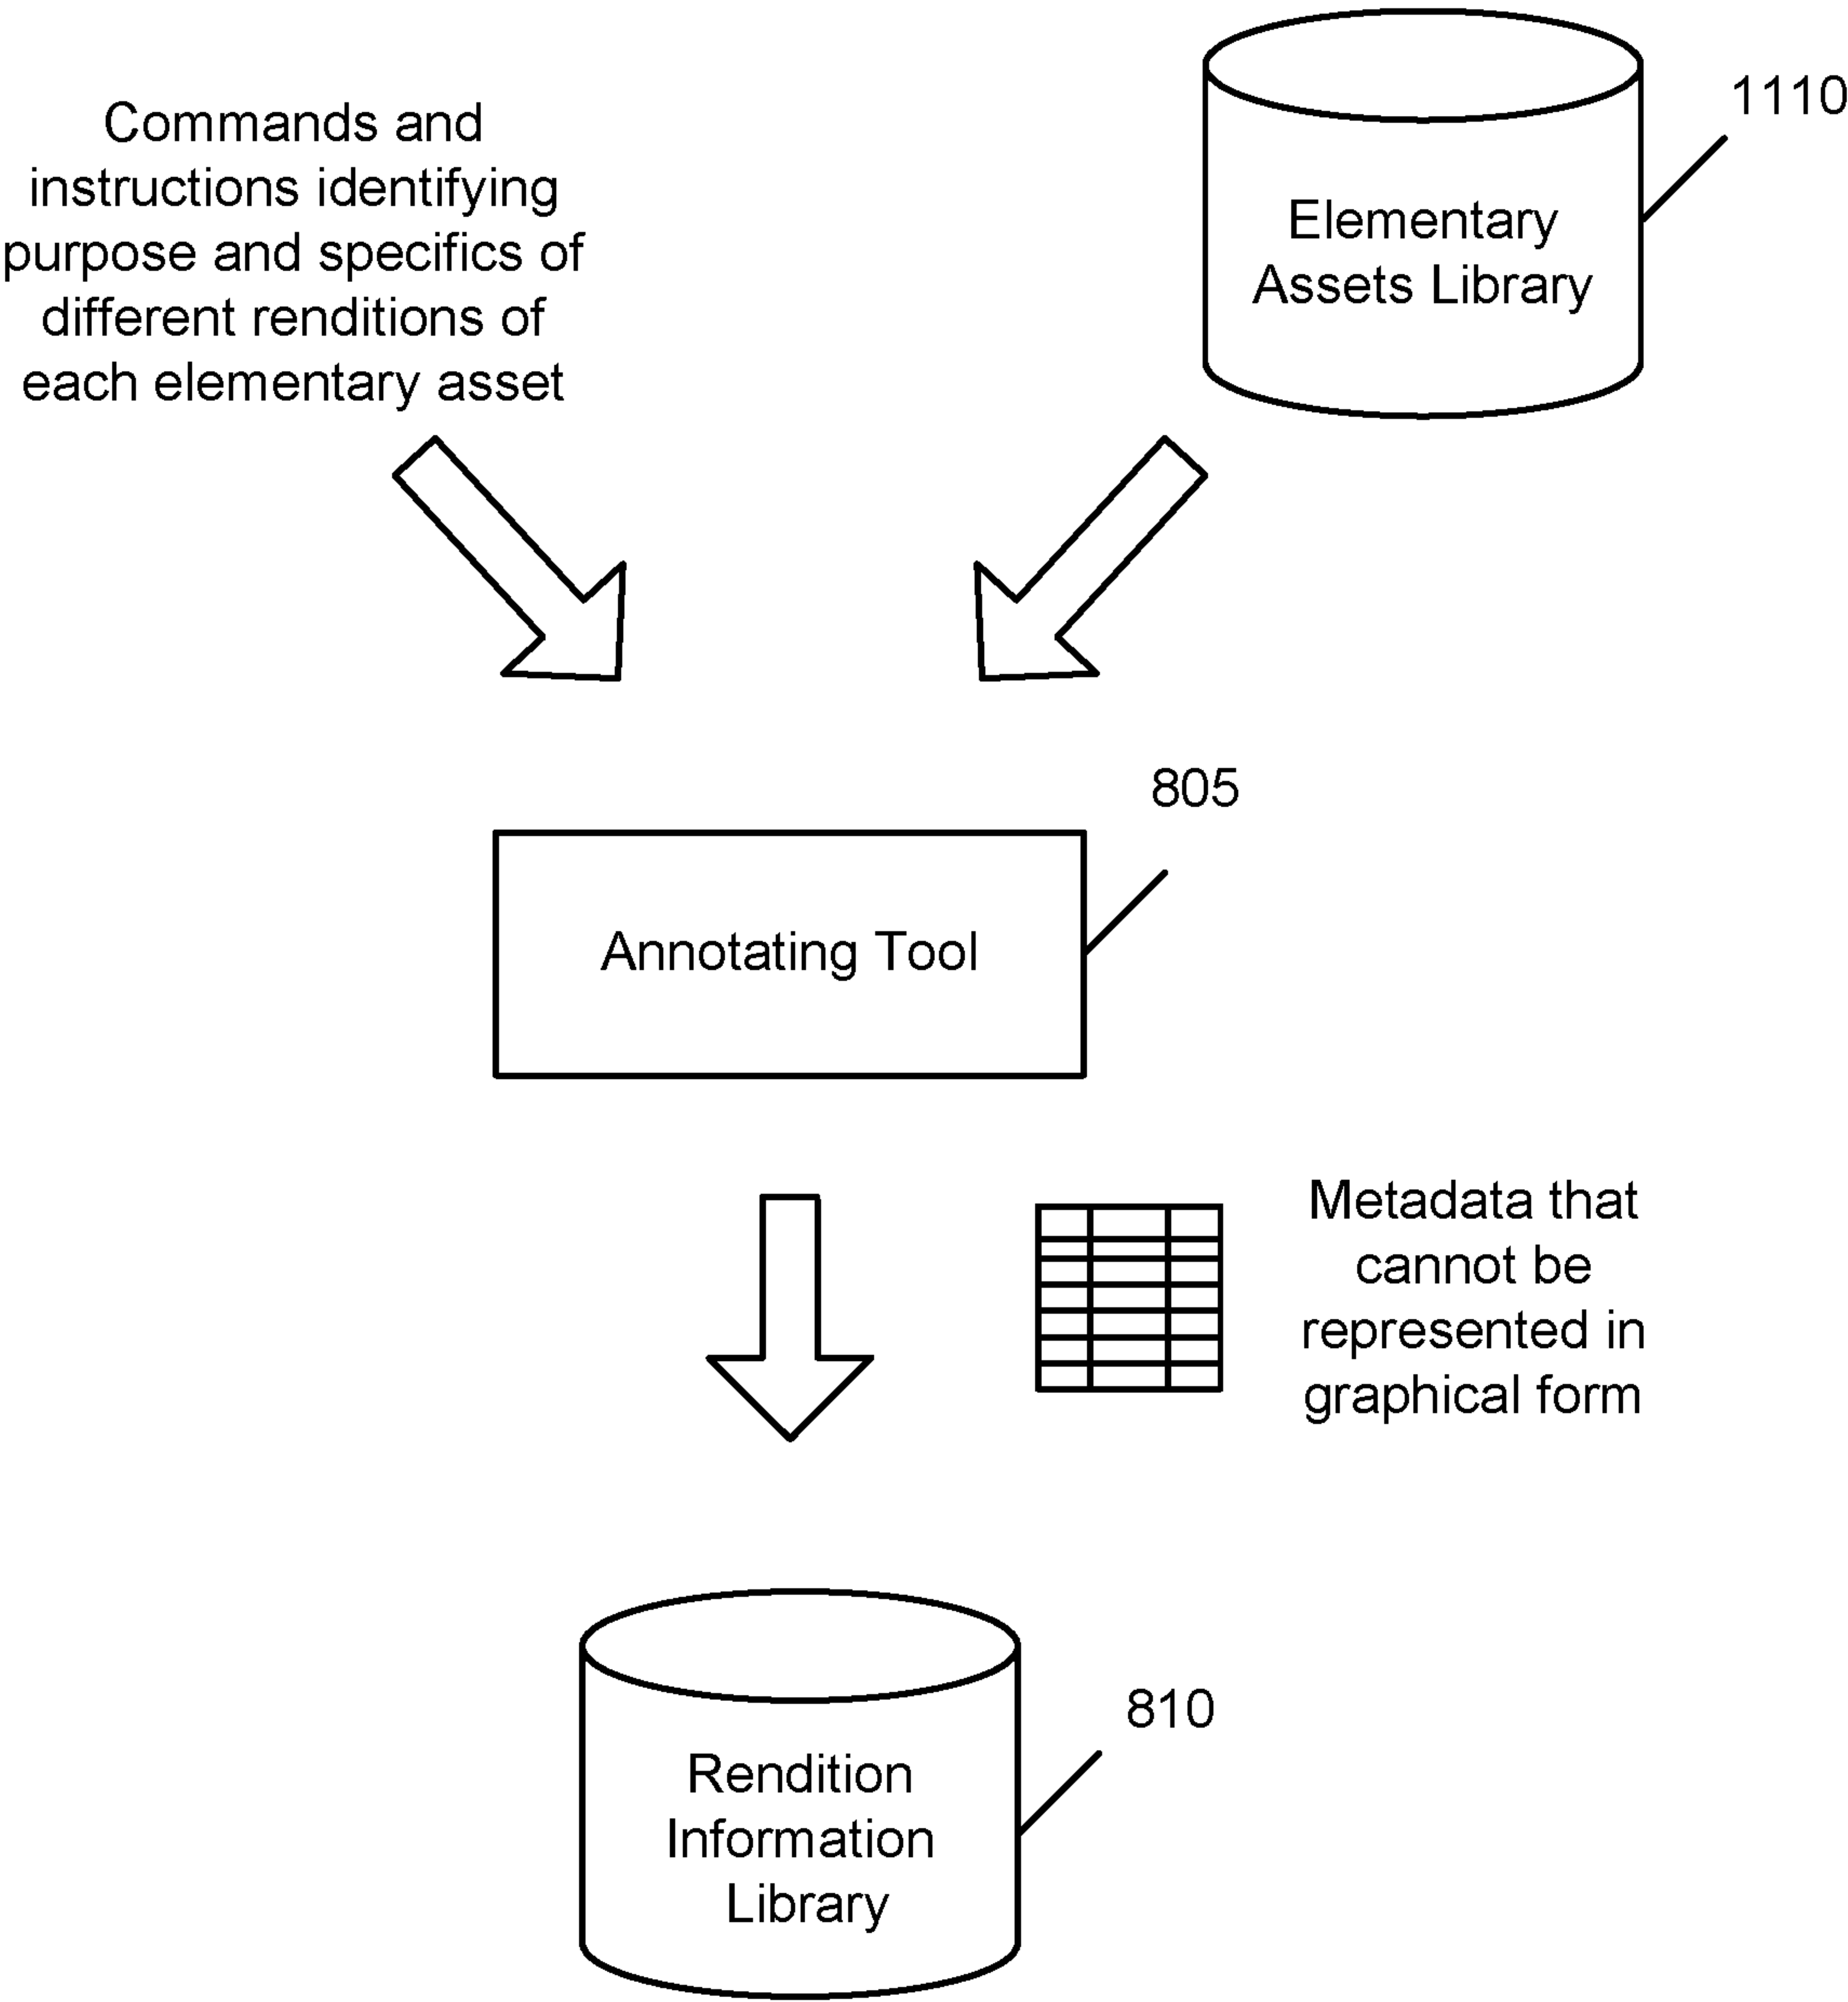 Commands and
instructions identifying
purpose and specifics of
different renditions of
each elementary asset
1110
Elementary
Assets Library
805
Annotating Tool
Metadata that
cannot be
represented in
graphical form
810
Rendition
Information
Library